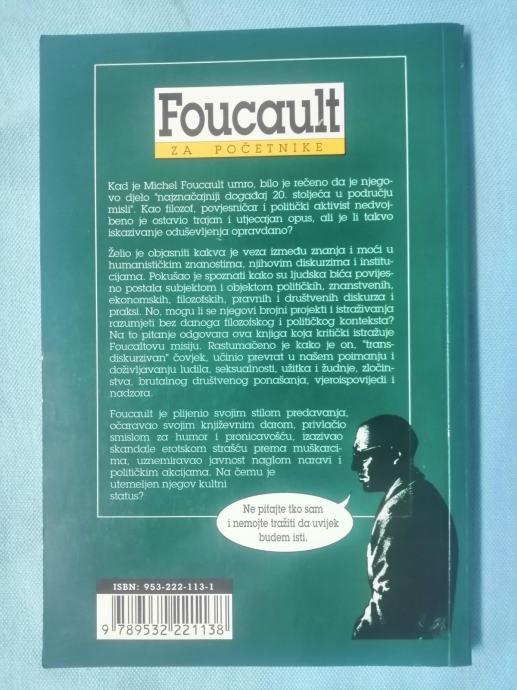 Foucault
ZA POČETNIKE
Kad je Michel Foucault umro, bilo je rečeno da je njego-
vo djelo "najznačajniji događaj 20. stoljeća u području
misli". Kao filozof, povjesničar i politički aktivist nedvoj-
beno je ostavio trajan i utjecajan opus, ali je li takvo
iskazivanje oduševljenja opravdano?
Želio je objasniti kakva je veza između znanja i moći u
humanističkim znanostima, njihovim diskurzima i institu-
cijama. Pokušao je spoznati kako su ljudska bića povijes-
no postala subjektom i objektom političkih, znanstvenih,
ekonomskih, filozofskih, pravnih i društvenih diskurza i
praksi. No, mogu li se njegovi brojni projekti i istraživanja
razumjeti bez danoga filozofskog i političkog konteksta?
Na to pitanje odgovara ova knjiga koja kritički istražuje
Foucaltovu misiju. Rastumačeno je kako je on, "trans-
diskurzivan" čovjek, učinio prevrat u našem poimanju i
doživljavanju ludila, seksualnosti, užitka i žudnje, zločin-
stva, brutalnog društvenog ponašanja, vjeroispovijedi i
nadzora.
Foucault je plijenio svojim stilom predavanja,
očaravao svojim književnim darom, privlačio
smislom za humor i pronicavošću, izazivao
skandale erotskom strašću prema muškarci-
ma, uznemiravao javnost naglom naravi i
političkim akcijama. Na čemu je
utemeljen njegov kultni
status?
Ne pitajte tko sam
i nemojte tražiti da uvijek
budem isti.
ISBN: 953-222-113-1
9 789532 221138